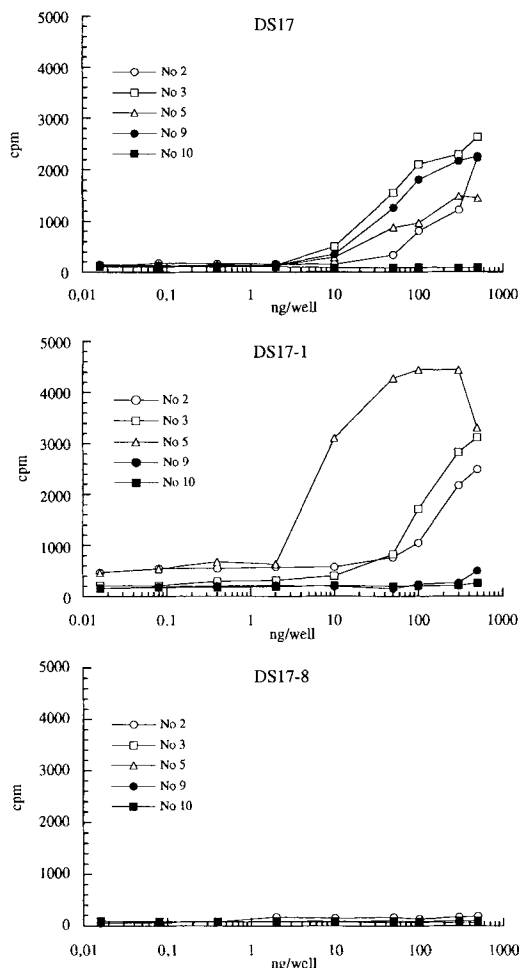 DS17
5000
4000
3000
2000
1000
0
cpm
No 2
No 3
No 5
No 9
No 10
0,01
0,1
1
10
100
1000
ng/well
DS17-1
5000
4000
3000
2000
1000
0
cpm
No 2
No 3
No 5
No 9
No 10
0.01
0,1
1
10
100
1000
ng/well
DS17-8
5000
4000
3000
2000
1000
0
cpm
No 2
No 3
No 5
No 9
No 10
0,01
0,1
1
10
100
1000
ng/well